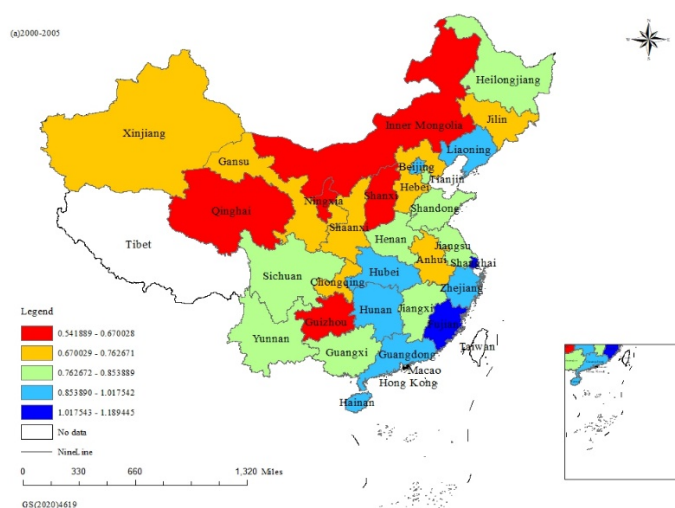 (a)2000-2005
N
W
E
S
Heilongjiang
Jilin
Xinjiang
Inner Mongolia
Liaoning
Gansu
Beijing
Tianjin
Hebei
Ningxia
Shanxi
Shandong
Qinghai
Shaanxi
Henan
Jiangsu
Tibet
Anhui
Shanghai
Sichuan
Hubei
Chongqing
Zhejiang
Hunan
Jiangxi
Guizhou
Fujian
Yunnan
Guangxi
Guangdong
Taiwan
Macao
Hong Kong
Hainan
Legend
0.541889 - 0.670028
0.670029 - 0.762671
0.762672 - 0.853889
0.853890 - 1.017542
1.017543 - 1.189445
No data
NineLine
0 330 660 1,320 Miles
GS(2020)4619